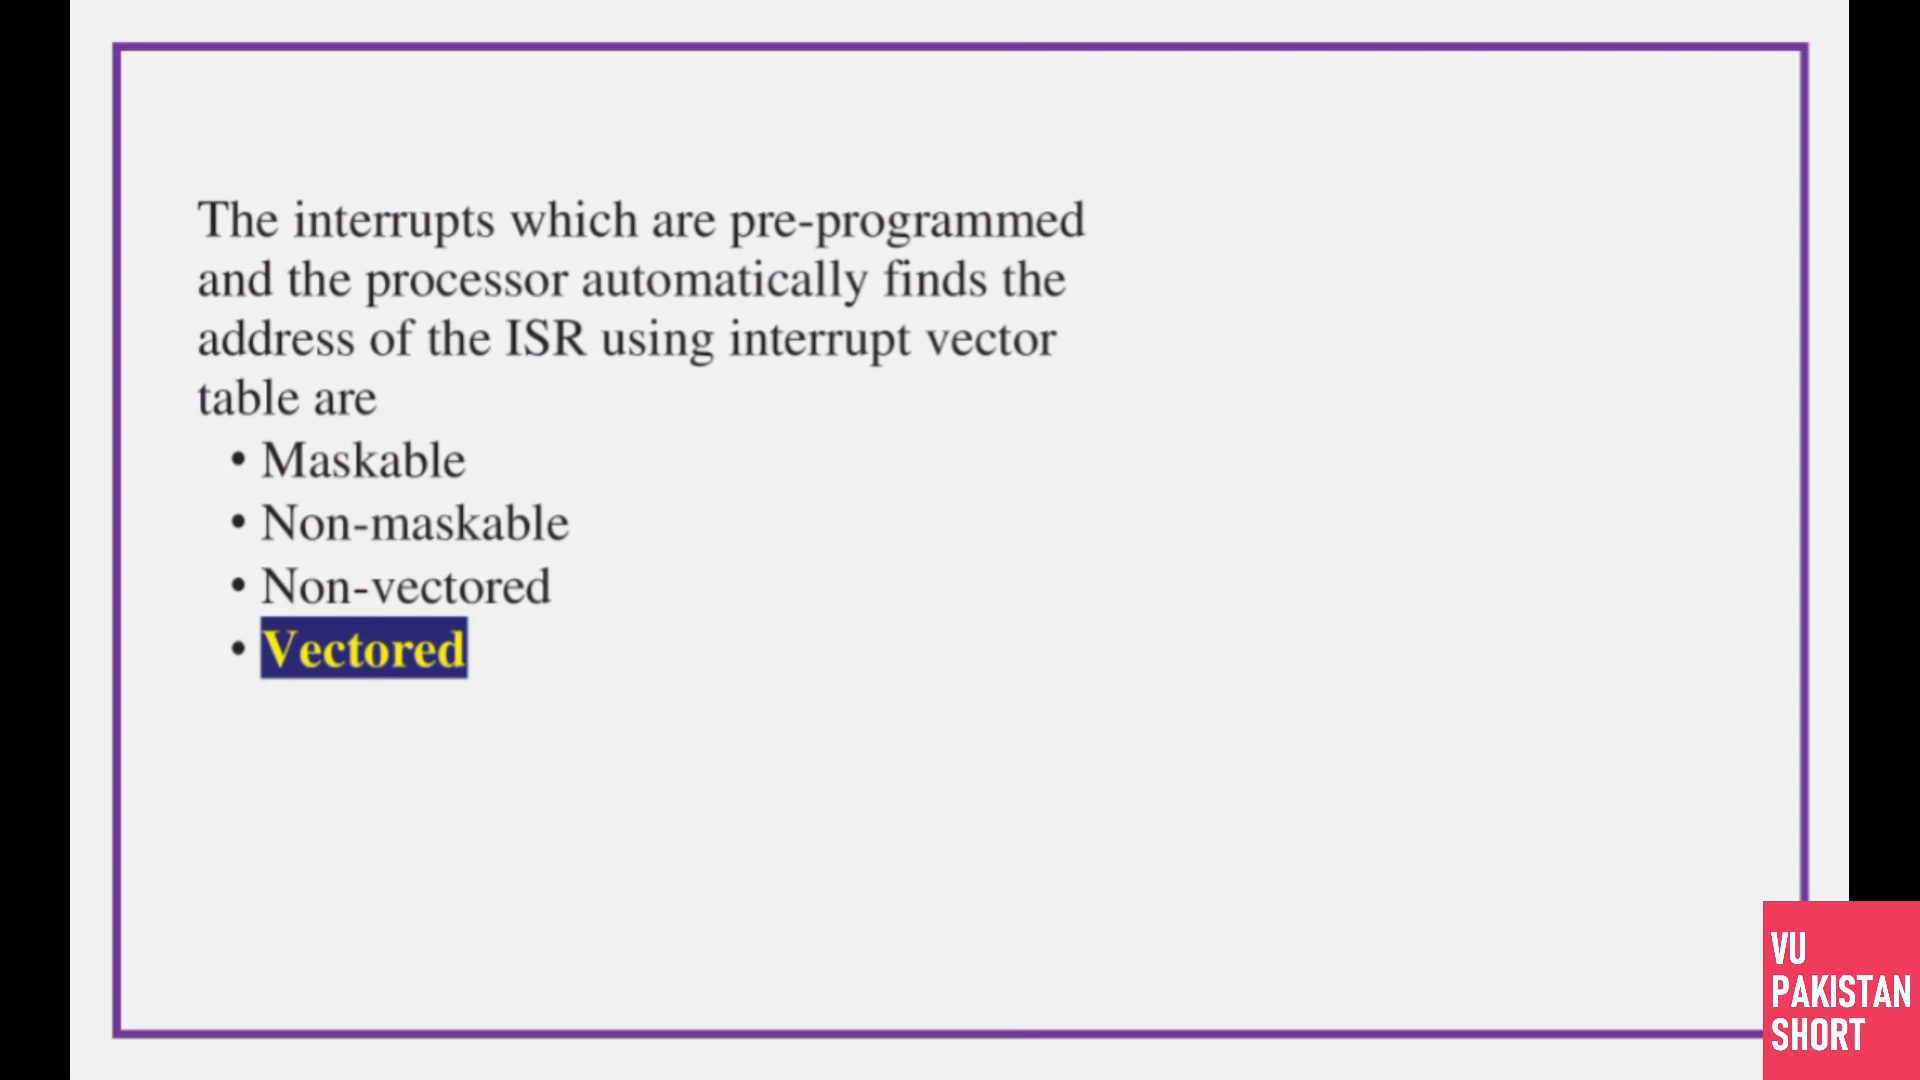 The interrupts which are pre-programmed
and the processor automatically finds the
address of the ISR using interrupt vector
table are
• Maskable
• Non-maskable
• Non-vectored
• Vectored
VU
PAKISTAN
SHORT